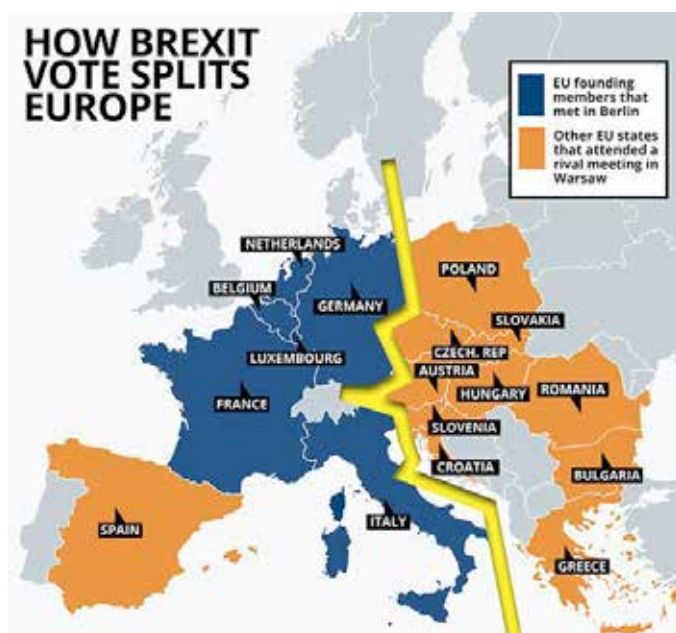 HOW BREXIT
VOTE SPLITS
EUROPE
EU founding
members that
met in Berlin
Other EU states
that attended a
rival meeting in
Warsaw
NETHERLANDS
BELGIUM
GERMANY
POLAND
SLOVAKIA
LUXEMBOURG
CZECH. REP
AUSTRIA
FRANCE
HUNGARY
ROMANIA
SLOVENIA
CROATIA
BULGARIA
SPAIN
ITALY
GREECE